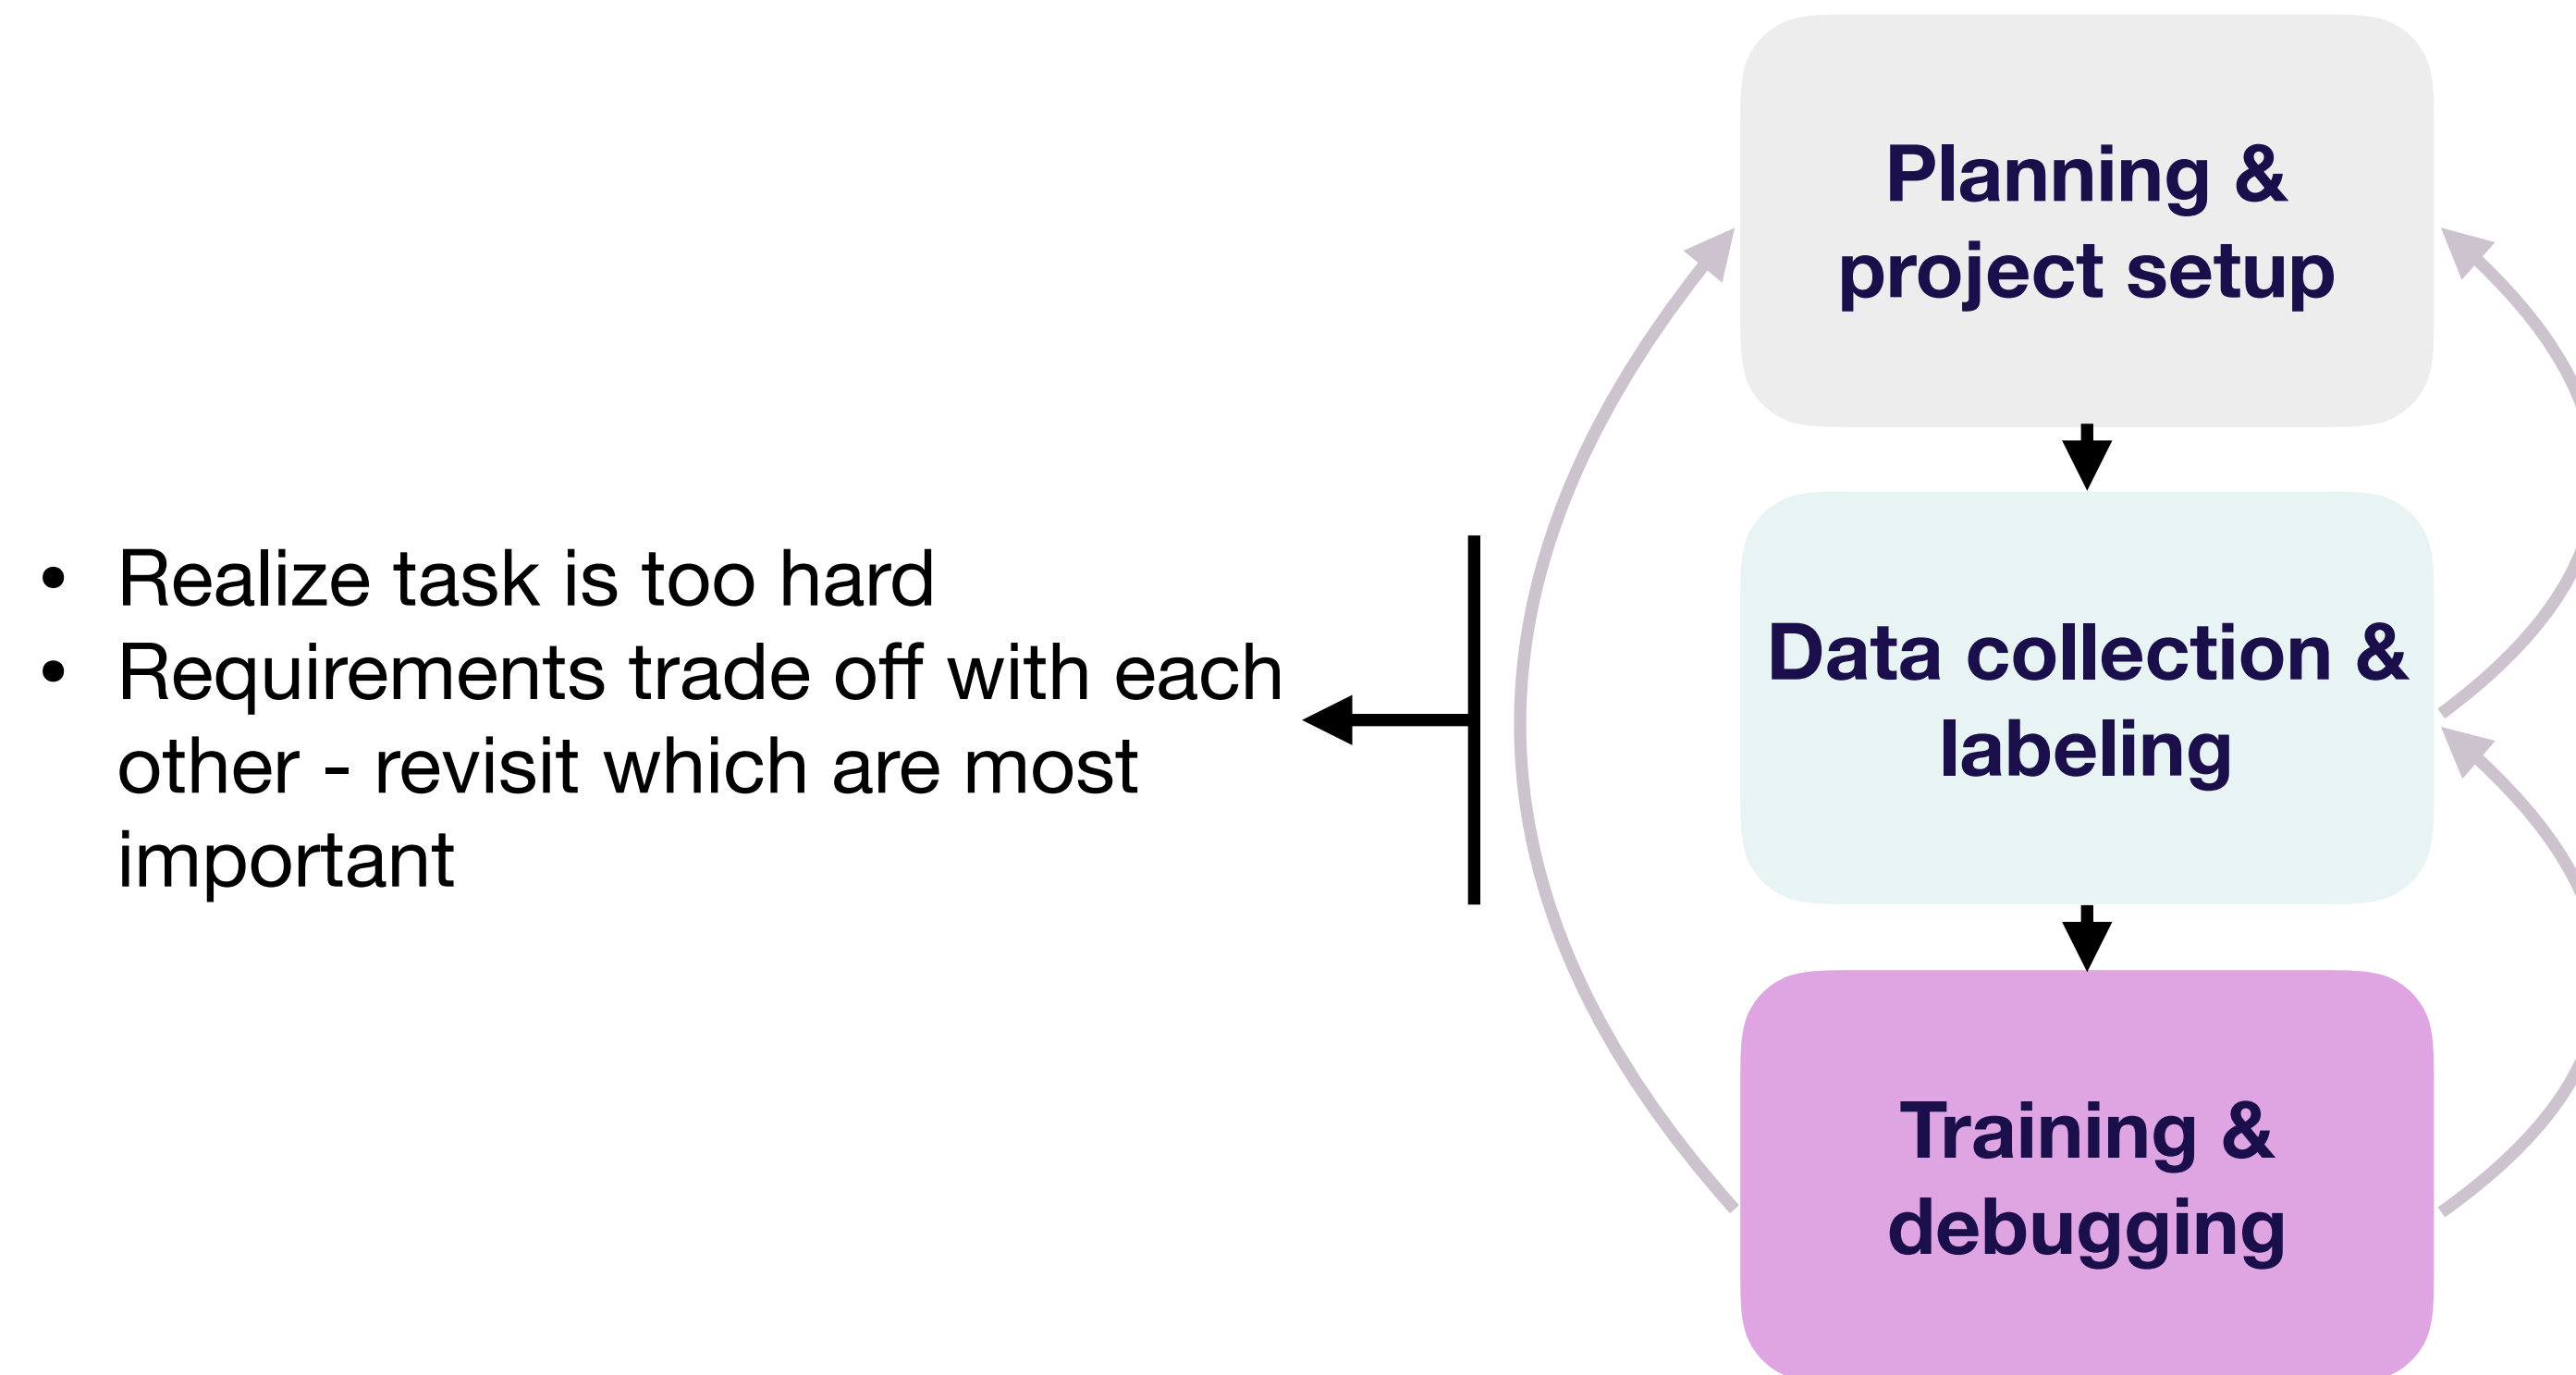 Planning &
project setup
• Realize task is too hard
• Requirements trade off with each
other - revisit which are most
important
Data collection &
labeling
Training &
debugging